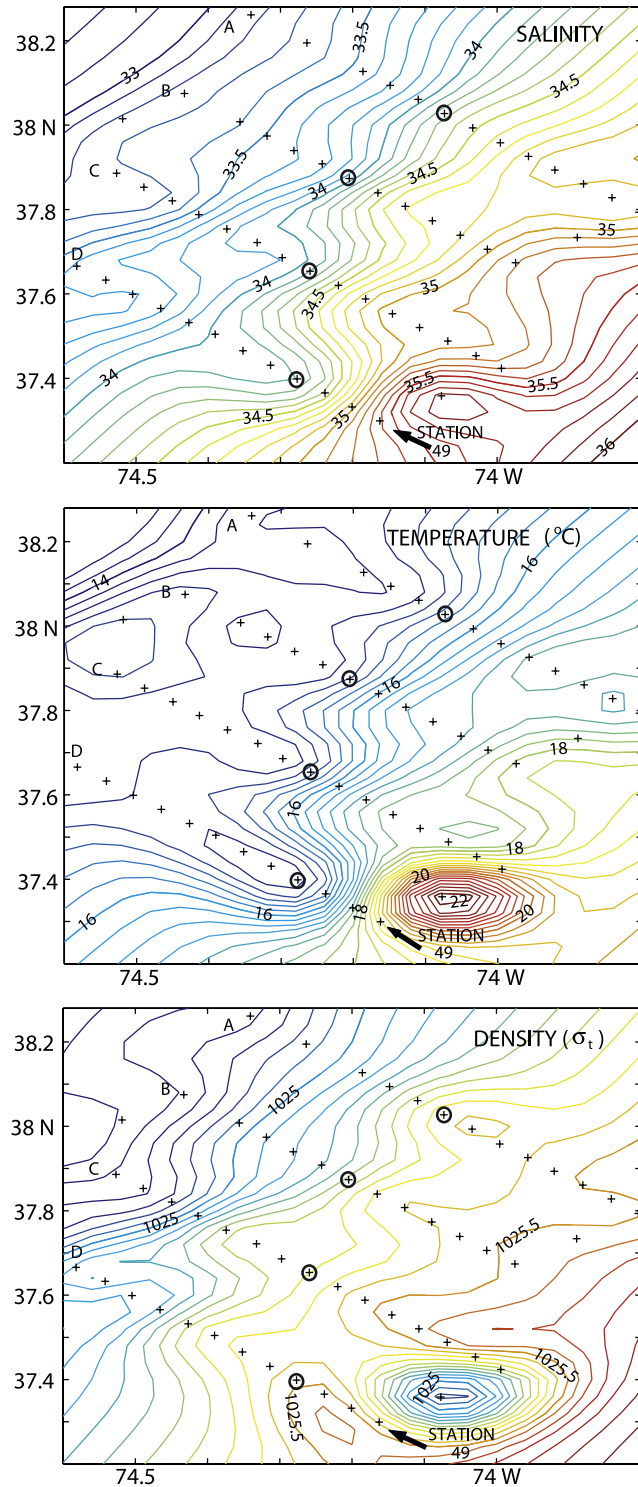 SALINITY
38.2
38 N
37.8
37.6
37.4
A
B
C
D
33
33.5
34
34.5
33.5
34
34.5
35
34
34.5
35
34
34.5
35
35.5
35.5
36
STATION
49
74.5
74 W
TEMPERATURE (°C)
38.2
38 N
37.8
37.6
37.4
A
B
C
D
14
16
16
18
16
18
20
22
20
16
16
18
STATION
49
74.5
74 W
DENSITY (σt)
38.2
38 N
37.8
37.6
37.4
A
B
C
D
1025
1025
1025.5
1025.5
1025
1025.5
STATION
49
74.5
74 W